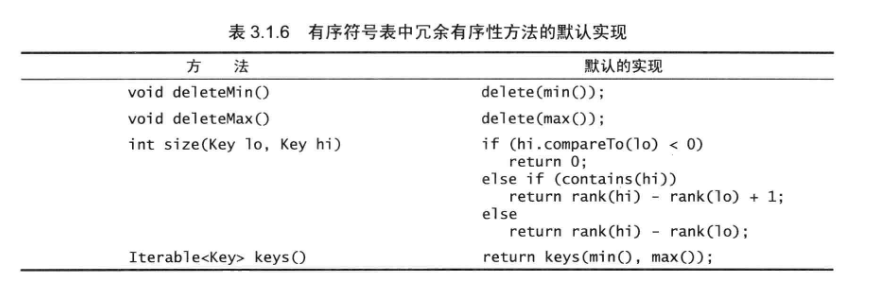 表 3.1.6 有序符号表中冗余有序性方法的默认实现
方 法 默认的实现
void deleteMin() delete(min());
void deleteMax() delete(max());
int size(Key lo, Key hi) if (hi.compareTo(lo) < 0)
return 0;
else if (contains(hi))
return rank(hi) - rank(lo) + 1;
else
return rank(hi) - rank(lo);
Iterable<Key> keys() return keys(min(), max());